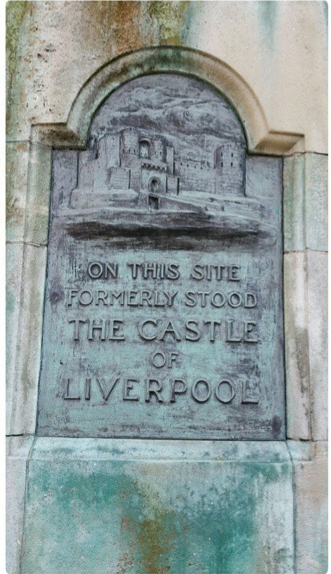 ON THIS SITE
FORMERLY STOOD
THE CASTLE
OF
LIVERPOOL